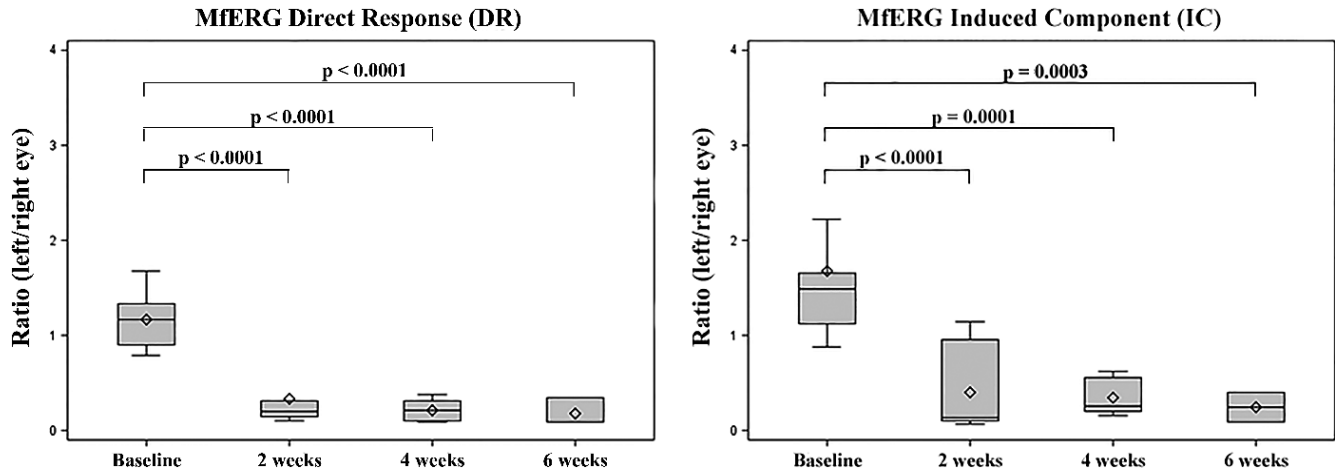 MfERG Direct Response (DR)
4
3
2
1
0
Ratio (left/right eye)
p < 0.0001
p < 0.0001
p < 0.0001
Baseline
2 weeks
4 weeks
6 weeks
MfERG Induced Component (IC)
4
3
2
1
0
Ratio (left/right eye)
p = 0.0003
p = 0.0001
p < 0.0001
Baseline
2 weeks
4 weeks
6 weeks